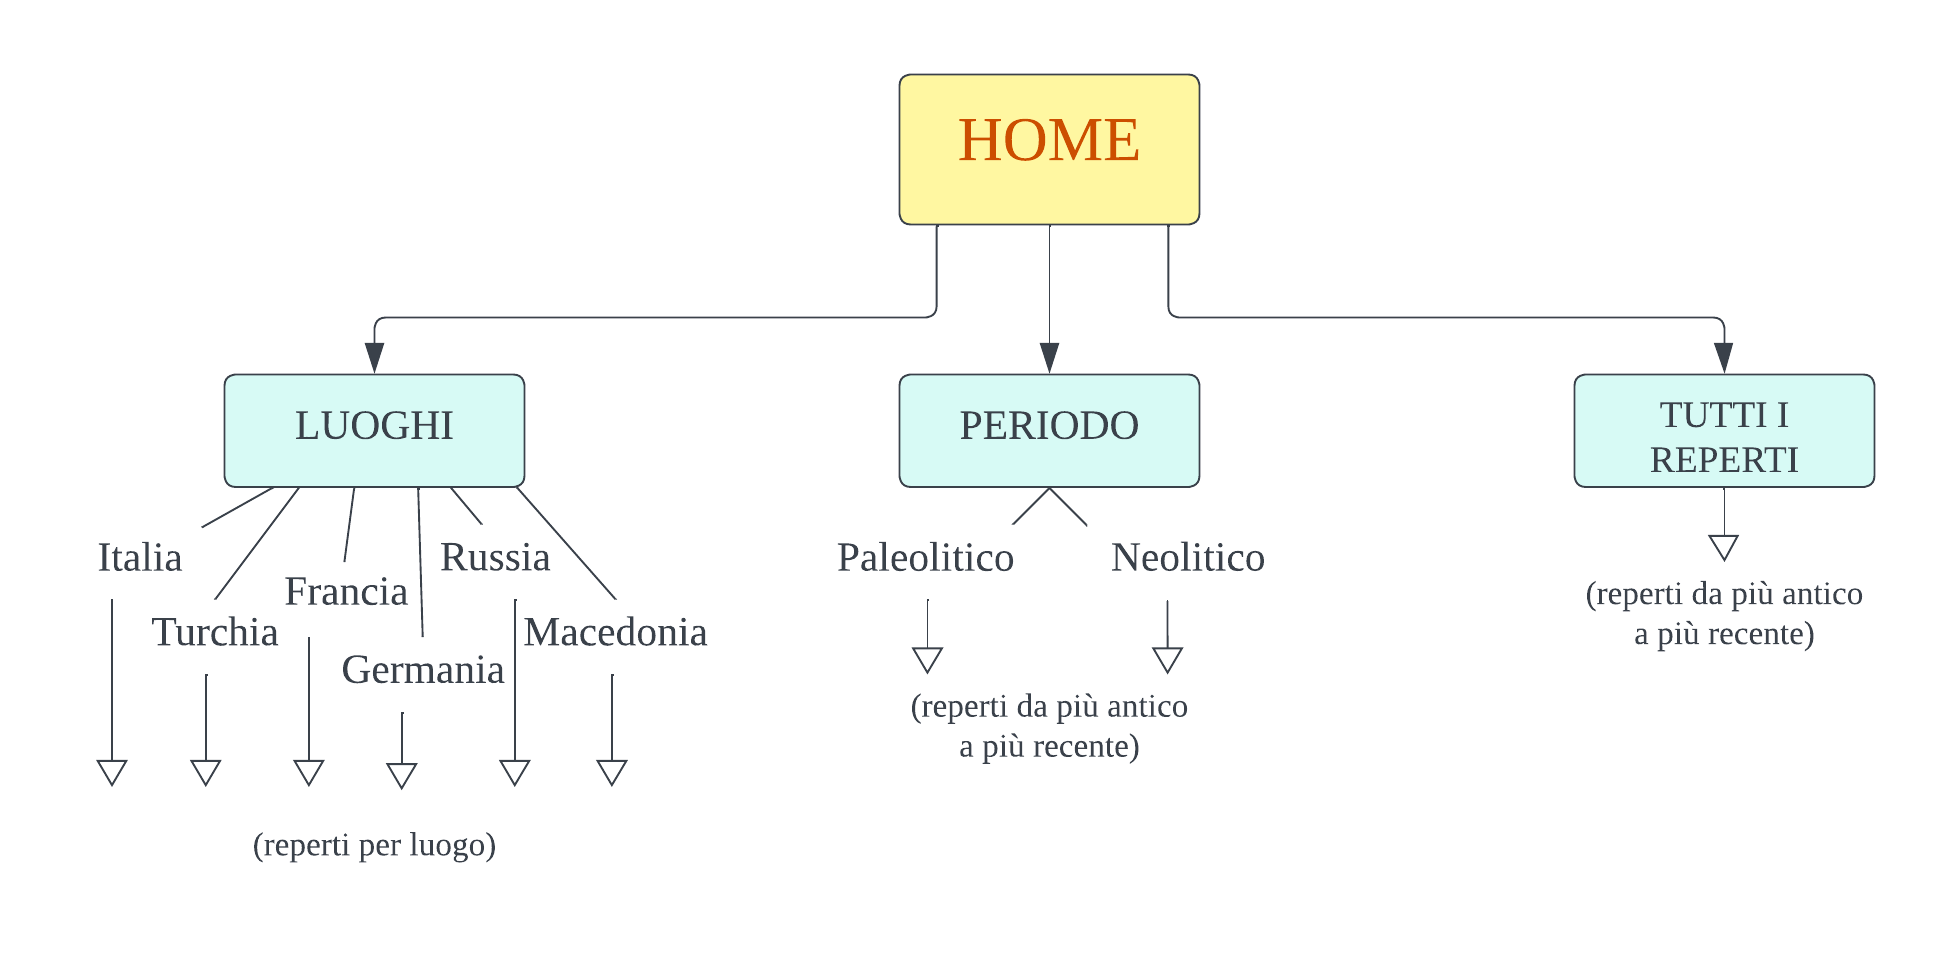 HOME
LUOGHI
PERIODO
TUTTI I
REPERTI
Italia
Turchia
Francia
Germania
Russia
Macedonia
(reperti per luogo)
Paleolitico
Neolitico
(reperti da più antico
a più recente)
(reperti da più antico
a più recente)